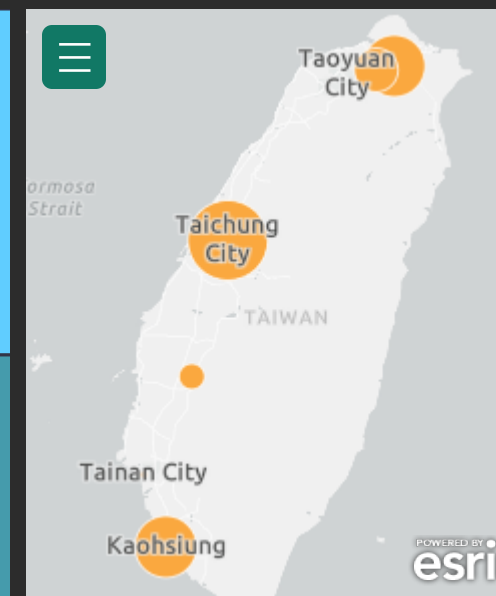 Taoyuan
City
ormosa
Strait
Taichung
City
TAIWAN
Tainan City
Kaohsiung
POWERED BY
esri